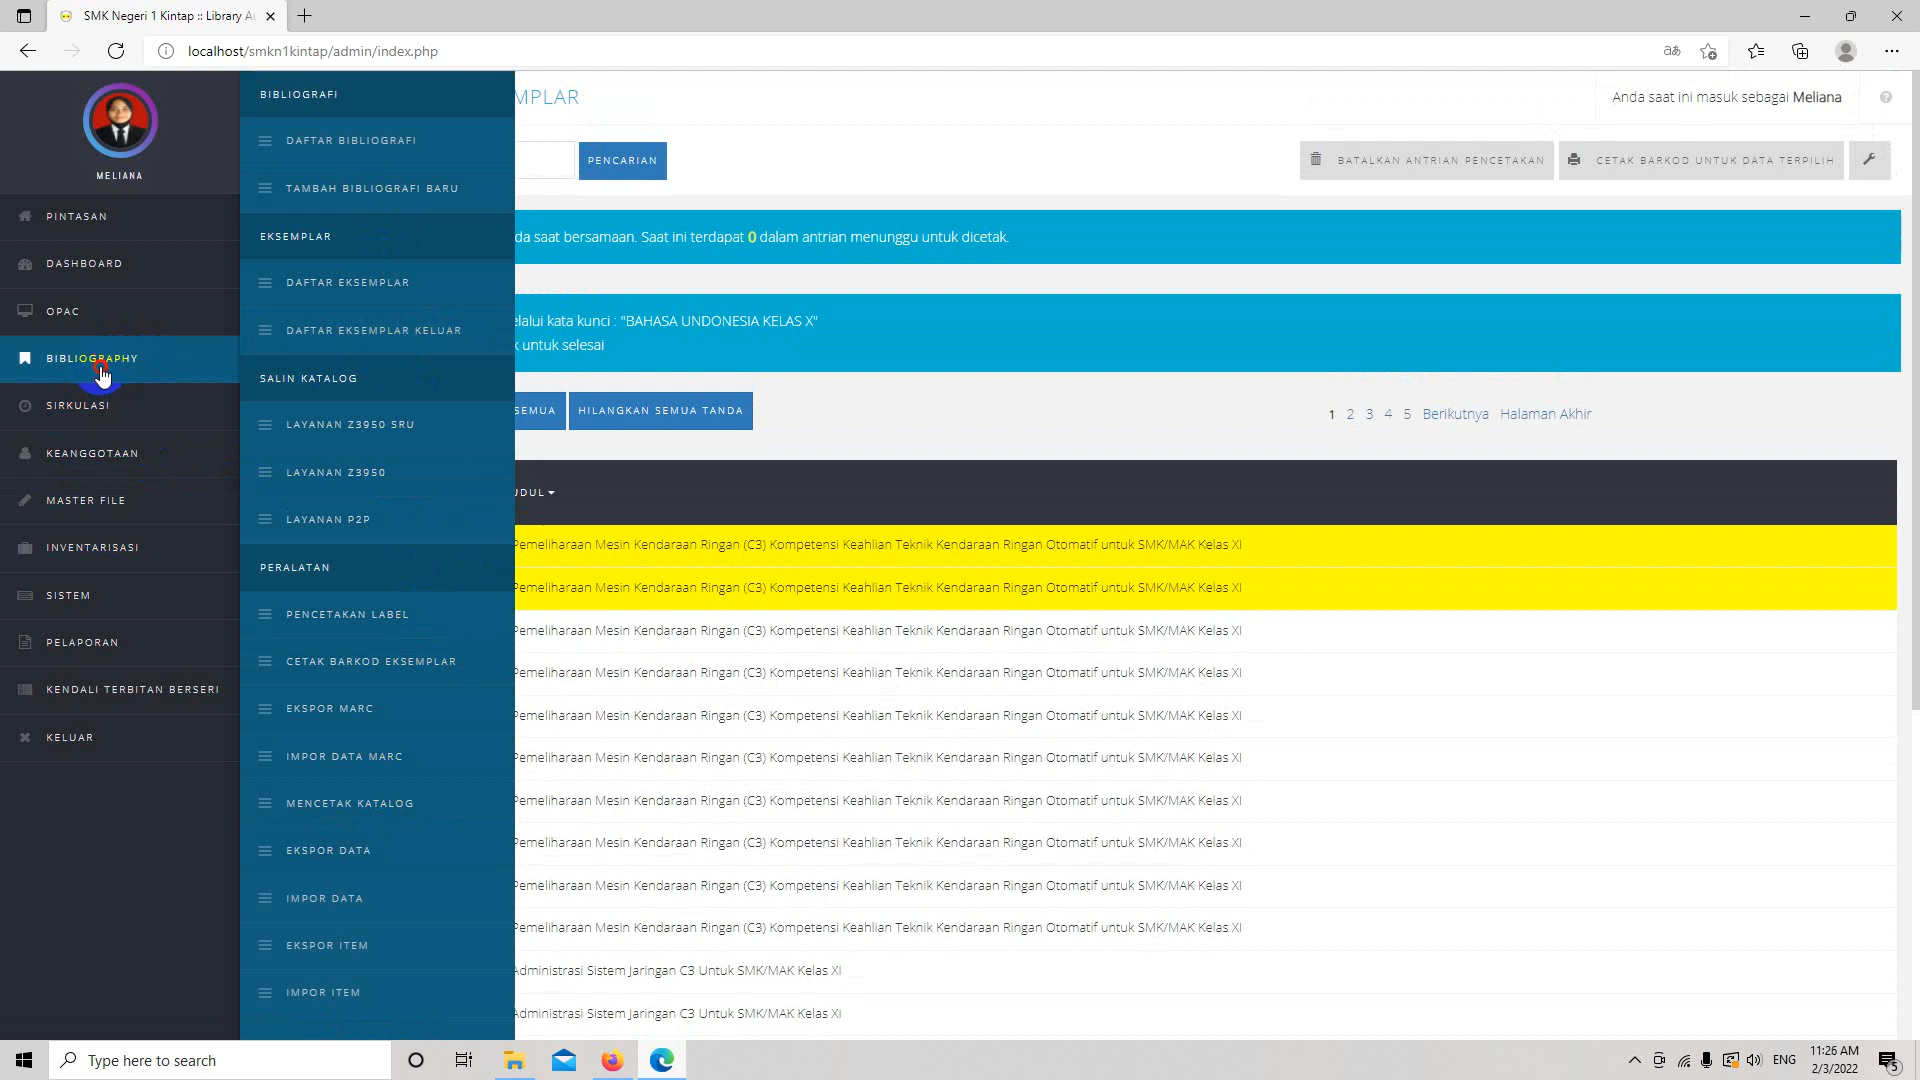 SMK Negeri 1 Kintap :: Library Au
localhost/smkn1kintap/admin/index.php
MELIANA
PINTASAN
DASHBOARD
OPAC
BIBLIOGRAPHY
SIRKULASI
KEANGGOTAAN
MASTER FILE
INVENTARISASI
SISTEM
PELAPORAN
KENDALI TERBITAN BERSERI
KELUAR
BIBLIOGRAFI
DAFTAR BIBLIOGRAFI
TAMBAH BIBLIOGRAFI BARU
EKSEMPLAR
DAFTAR EKSEMPLAR
DAFTAR EKSEMPLAR KELUAR
SALIN KATALOG
LAYANAN Z3950 SRU
LAYANAN Z3950
LAYANAN P2P
PERALATAN
PENCETAKAN LABEL
CETAK BARKOD EKSEMPLAR
EKSPOR MARC
IMPOR DATA MARC
MENCETAK KATALOG
EKSPOR DATA
IMPOR DATA
EKSPOR ITEM
IMPOR ITEM
MPLAR
Anda saat ini masuk sebagai Meliana
PENCARIAN
BATALKAN ANTRIAN PENCETAKAN
CETAK BARKOD UNTUK DATA TERPILIH
da saat bersamaan. Saat ini terdapat 0 dalam antrian menunggu untuk dicetak.
elalui kata kunci : "BAHASA UNDONESIA KELAS X"
k untuk selesai
SEMUA
HILANGKAN SEMUA TANDA
1 2 3 4 5 Berikutnya Halaman Akhir
UDUL
Pemeliharaan Mesin Kendaraan Ringan (C3) Kompetensi Keahlian Teknik Kendaraan Ringan Otomatif untuk SMK/MAK Kelas XI
Pemeliharaan Mesin Kendaraan Ringan (C3) Kompetensi Keahlian Teknik Kendaraan Ringan Otomatif untuk SMK/MAK Kelas XI
Pemeliharaan Mesin Kendaraan Ringan (C3) Kompetensi Keahlian Teknik Kendaraan Ringan Otomatif untuk SMK/MAK Kelas XI
Pemeliharaan Mesin Kendaraan Ringan (C3) Kompetensi Keahlian Teknik Kendaraan Ringan Otomatif untuk SMK/MAK Kelas XI
Pemeliharaan Mesin Kendaraan Ringan (C3) Kompetensi Keahlian Teknik Kendaraan Ringan Otomatif untuk SMK/MAK Kelas XI
Pemeliharaan Mesin Kendaraan Ringan (C3) Kompetensi Keahlian Teknik Kendaraan Ringan Otomatif untuk SMK/MAK Kelas XI
Pemeliharaan Mesin Kendaraan Ringan (C3) Kompetensi Keahlian Teknik Kendaraan Ringan Otomatif untuk SMK/MAK Kelas XI
Pemeliharaan Mesin Kendaraan Ringan (C3) Kompetensi Keahlian Teknik Kendaraan Ringan Otomatif untuk SMK/MAK Kelas XI
Pemeliharaan Mesin Kendaraan Ringan (C3) Kompetensi Keahlian Teknik Kendaraan Ringan Otomatif untuk SMK/MAK Kelas XI
Pemeliharaan Mesin Kendaraan Ringan (C3) Kompetensi Keahlian Teknik Kendaraan Ringan Otomatif untuk SMK/MAK Kelas XI
Administrasi Sistem Jaringan C3 Untuk SMK/MAK Kelas XI
Administrasi Sistem Jaringan C3 Untuk SMK/MAK Kelas XI
Type here to search
ENG
11:26 AM
2/3/2022
5